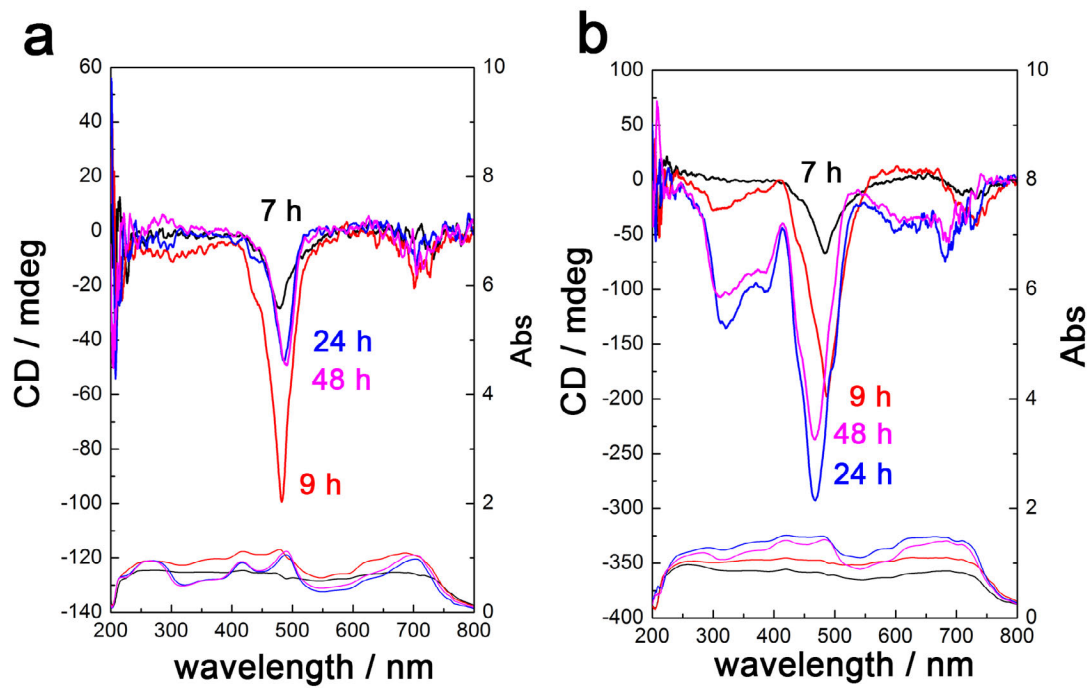 a
60
40
20
0
-20
-40
-60
-80
-100
-120
-140
CD / mdeg
10
8
6
4
2
0
Abs
7 h
24 h
48 h
9 h
200 300 400 500 600 700 800
wavelength / nm
b
100
50
0
-50
-100
-150
-200
-250
-300
-350
-400
CD / mdeg
10
8
6
4
2
0
Abs
7 h
9 h
48 h
24 h
200 300 400 500 600 700 800
wavelength / nm